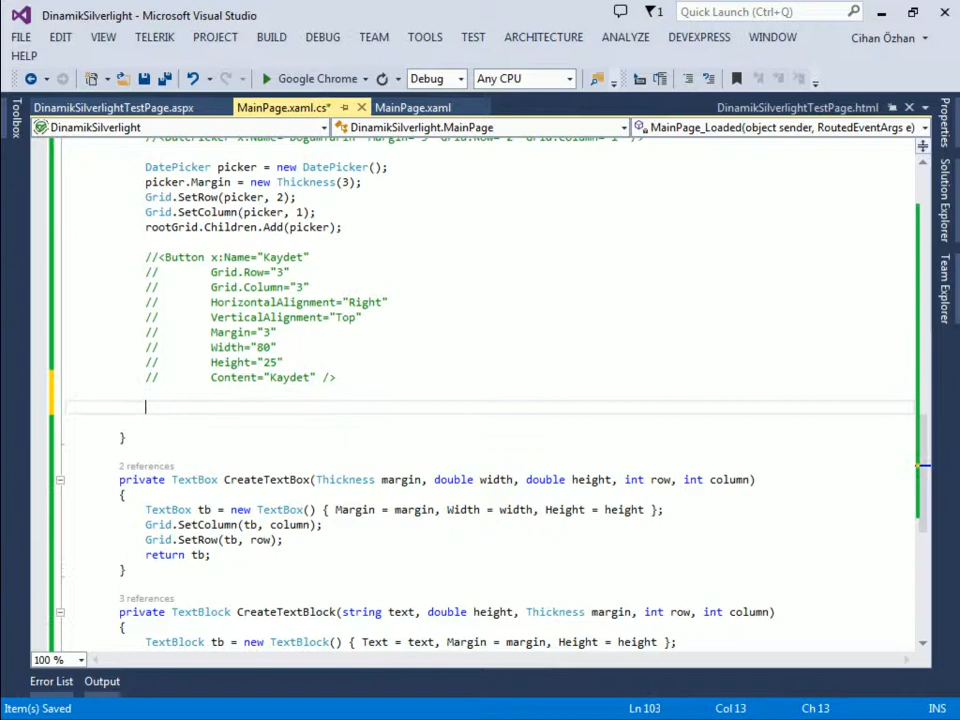 DinamikSilverlight - Microsoft Visual Studio
1
Quick Launch (Ctrl+Q)
FILE EDIT VIEW TELERIK PROJECT BUILD DEBUG TEAM TOOLS TEST ARCHITECTURE ANALYZE DEVEXPRESS WINDOW Cihan Özhan
HELP
Google Chrome Debug Any CPU
DinamikSilverlightTestPage.aspx MainPage.xaml.cs* MainPage.xaml DinamikSilverlightTestPage.html
DinamikSilverlight DinamikSilverlight.MainPage MainPage_Loaded(object sender, RoutedEventArgs e)
Toolbox
Properties
Solution Explorer
Team Explorer
DatePicker picker = new DatePicker();
picker.Margin = new Thickness(3);
Grid.SetRow(picker, 2);
Grid.SetColumn(picker, 1);
rootGrid.Children.Add(picker);
//<Button x:Name="Kaydet"
// Grid.Row="3"
// Grid.Column="3"
// HorizontalAlignment="Right"
// VerticalAlignment="Top"
// Margin="3"
// Width="80"
// Height="25"
// Content="Kaydet" />
}
2 references
private TextBox CreateTextBox(Thickness margin, double width, double height, int row, int column)
{
TextBox tb = new TextBox() { Margin = margin, Width = width, Height = height };
Grid.SetColumn(tb, column);
Grid.SetRow(tb, row);
return tb;
}
3 references
private TextBlock CreateTextBlock(string text, double height, Thickness margin, int row, int column)
{
TextBlock tb = new TextBlock() { Text = text, Margin = margin, Height = height };
100 %
Error List Output
Item(s) Saved Ln 103 Col 13 Ch 13 INS